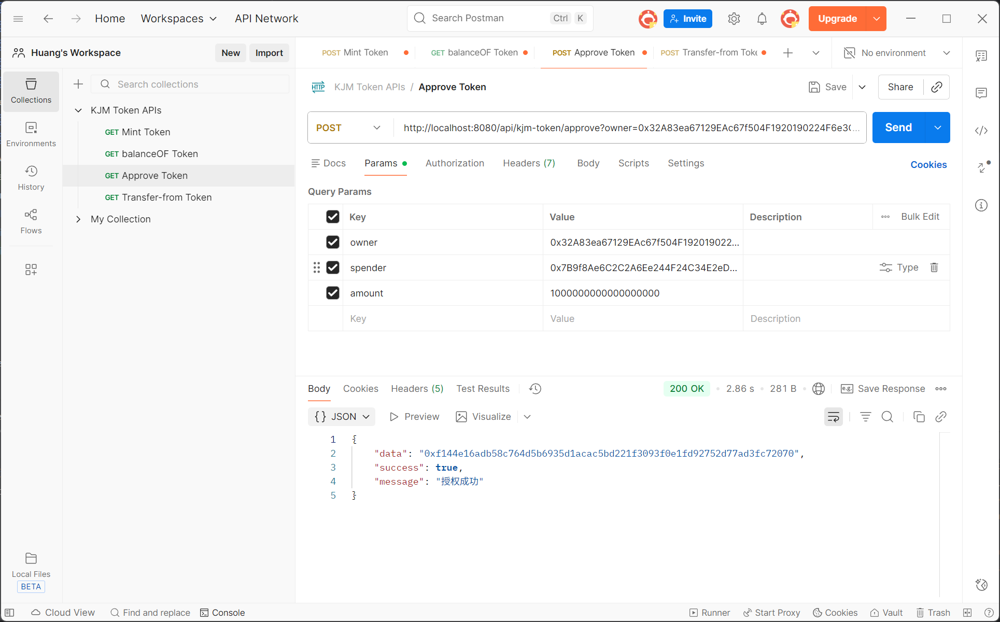 Home
Workspaces
API Network
Search Postman
Ctrl K
Invite
Upgrade
Huang's Workspace
New
Import
POST Mint Token
GET balanceOF Token
POST Approve Token
POST Transfer-from Toke
No environment
Collections
Environments
History
Flows
Local Files
BETA
Search collections
KJM Token APIs
GET Mint Token
GET balanceOF Token
GET Approve Token
GET Transfer-from Token
My Collection
HTTP
KJM Token APIs / Approve Token
Save
Share
POST
http://localhost:8080/api/kjm-token/approve?owner=0x32A83ea67129EAc67f504F1920190224F6e3...
Send
Docs
Params
Authorization
Headers (7)
Body
Scripts
Settings
Cookies
Query Params
Key Value Description Bulk Edit
owner 0x32A83ea67129EAc67f504F192019022...
spender 0x7B9f8Ae6C2C2A6Ee244F24C34E2eD... Type
amount 1000000000000000000
Key Value Description
Body
Cookies
Headers (5)
Test Results
200 OK
2.86 s
281 B
e.g. Save Response
{} JSON
Preview
Visualize
1 {
2 "data": "0xf144e16adb58c764d5b6935d1acac5bd221f3093f0e1fd92752d77ad3fc72070",
3 "success": true,
4 "message": "授权成功"
5 }
Cloud View
Find and replace
Console
Runner
Start Proxy
Cookies
Vault
Trash